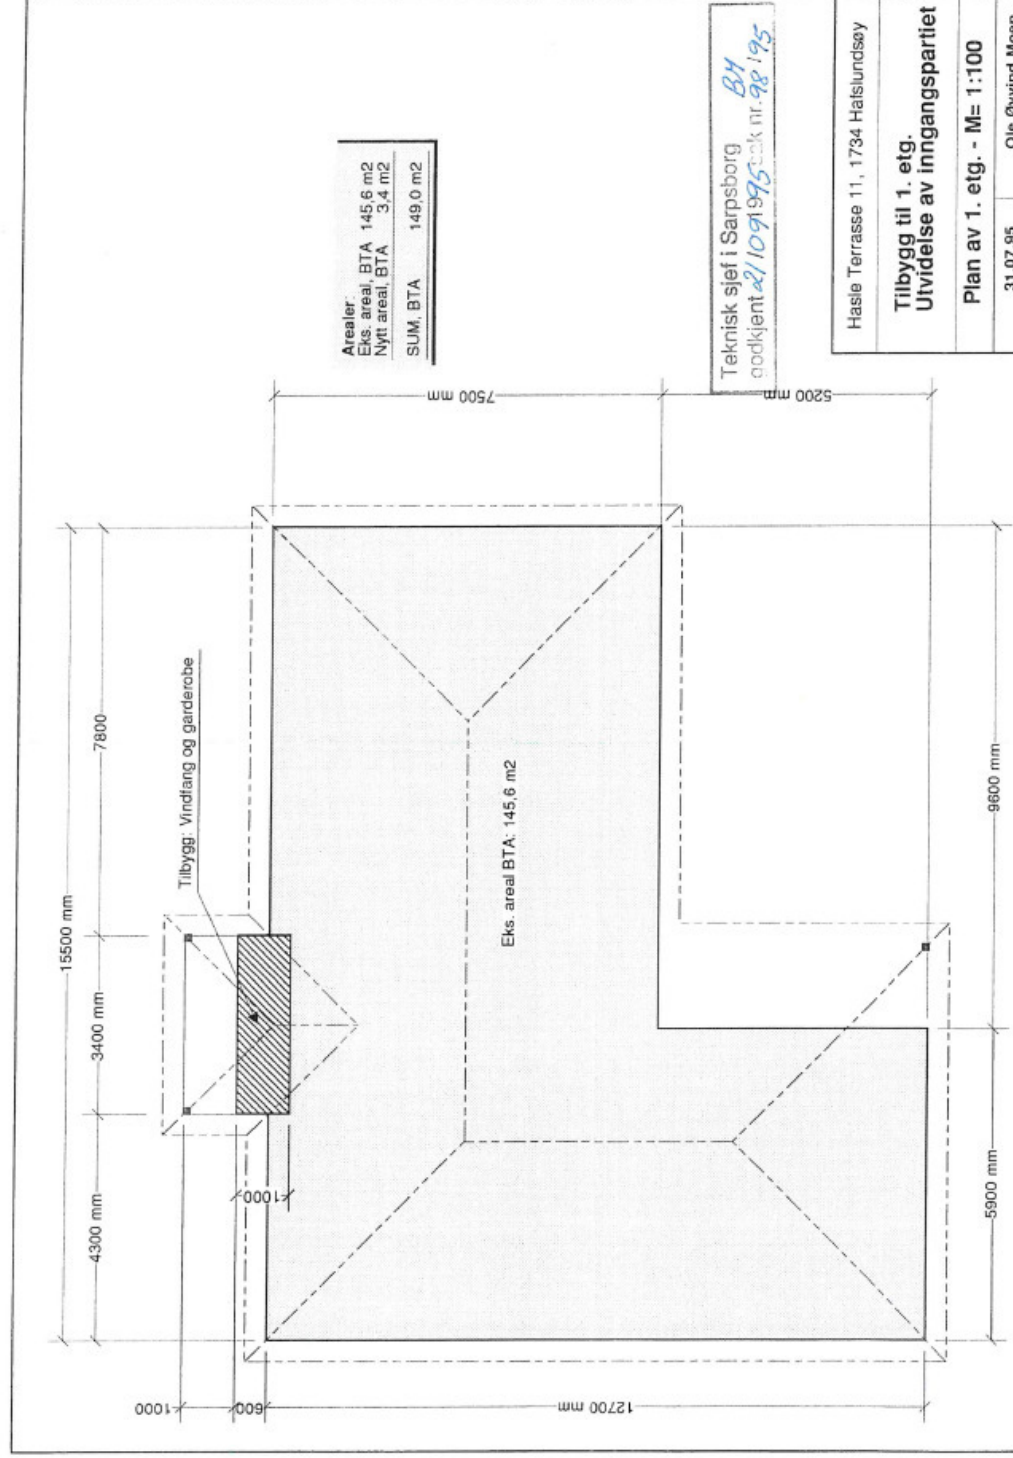 15500 mm
4300 mm
3400 mm
7800
Tilbygg: Vindfang og garderobe
1000
600
1000
12700 mm
Eks. areal BTA: 145,6 m2
5900 mm
9600 mm
7500 mm
5200 mm
Arealer:
Eks. areal, BTA 145,6 m2
Nytt areal, BTA 3,4 m2
SUM, BTA 149,0 m2
Teknisk sjef i Sarpsborg BH
godkjent 21/09 1995 sak nr. 98/95
Hasle Terrasse 11, 1734 Hafslundsøy
Tilbygg til 1. etg.
Utvidelse av inngangspartiet
Plan av 1. etg. - M= 1:100
31.07.95 Ole Øyvind Moen